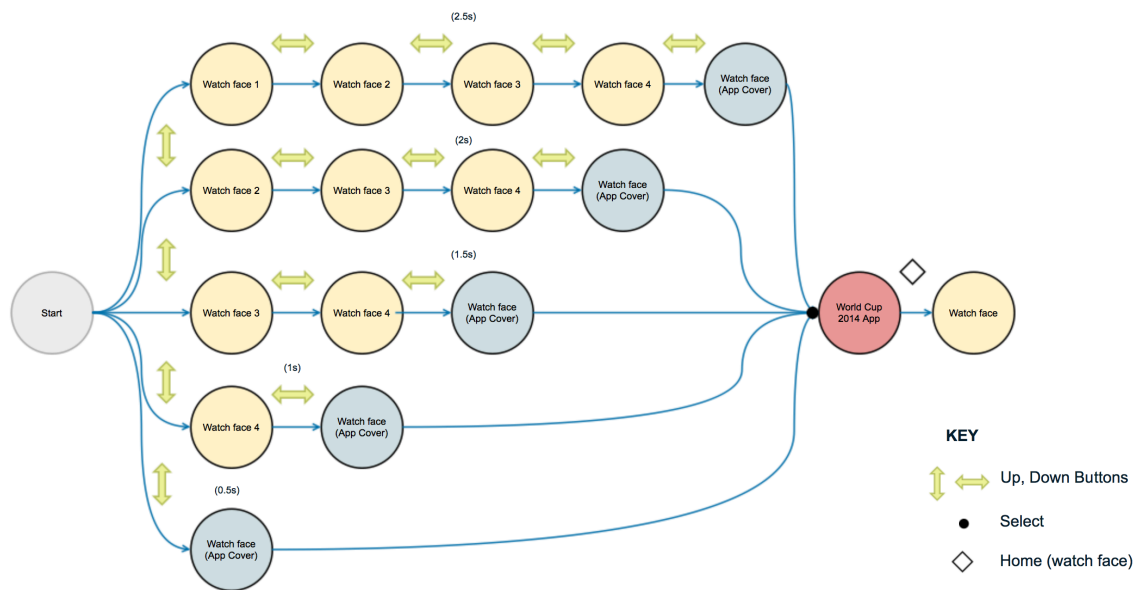 (2.5s)
Watch face 1
Watch face 2
Watch face 3
Watch face 4
Watch face
(App Cover)
(2s)
Watch face 2
Watch face 3
Watch face 4
Watch face
(App Cover)
(1.5s)
Start
Watch face 3
Watch face 4
Watch face
(App Cover)
World Cup
2014 App
Watch face
(1s)
Watch face 4
Watch face
(App Cover)
(0.5s)
Watch face
(App Cover)
KEY
Up, Down Buttons
Select
Home (watch face)